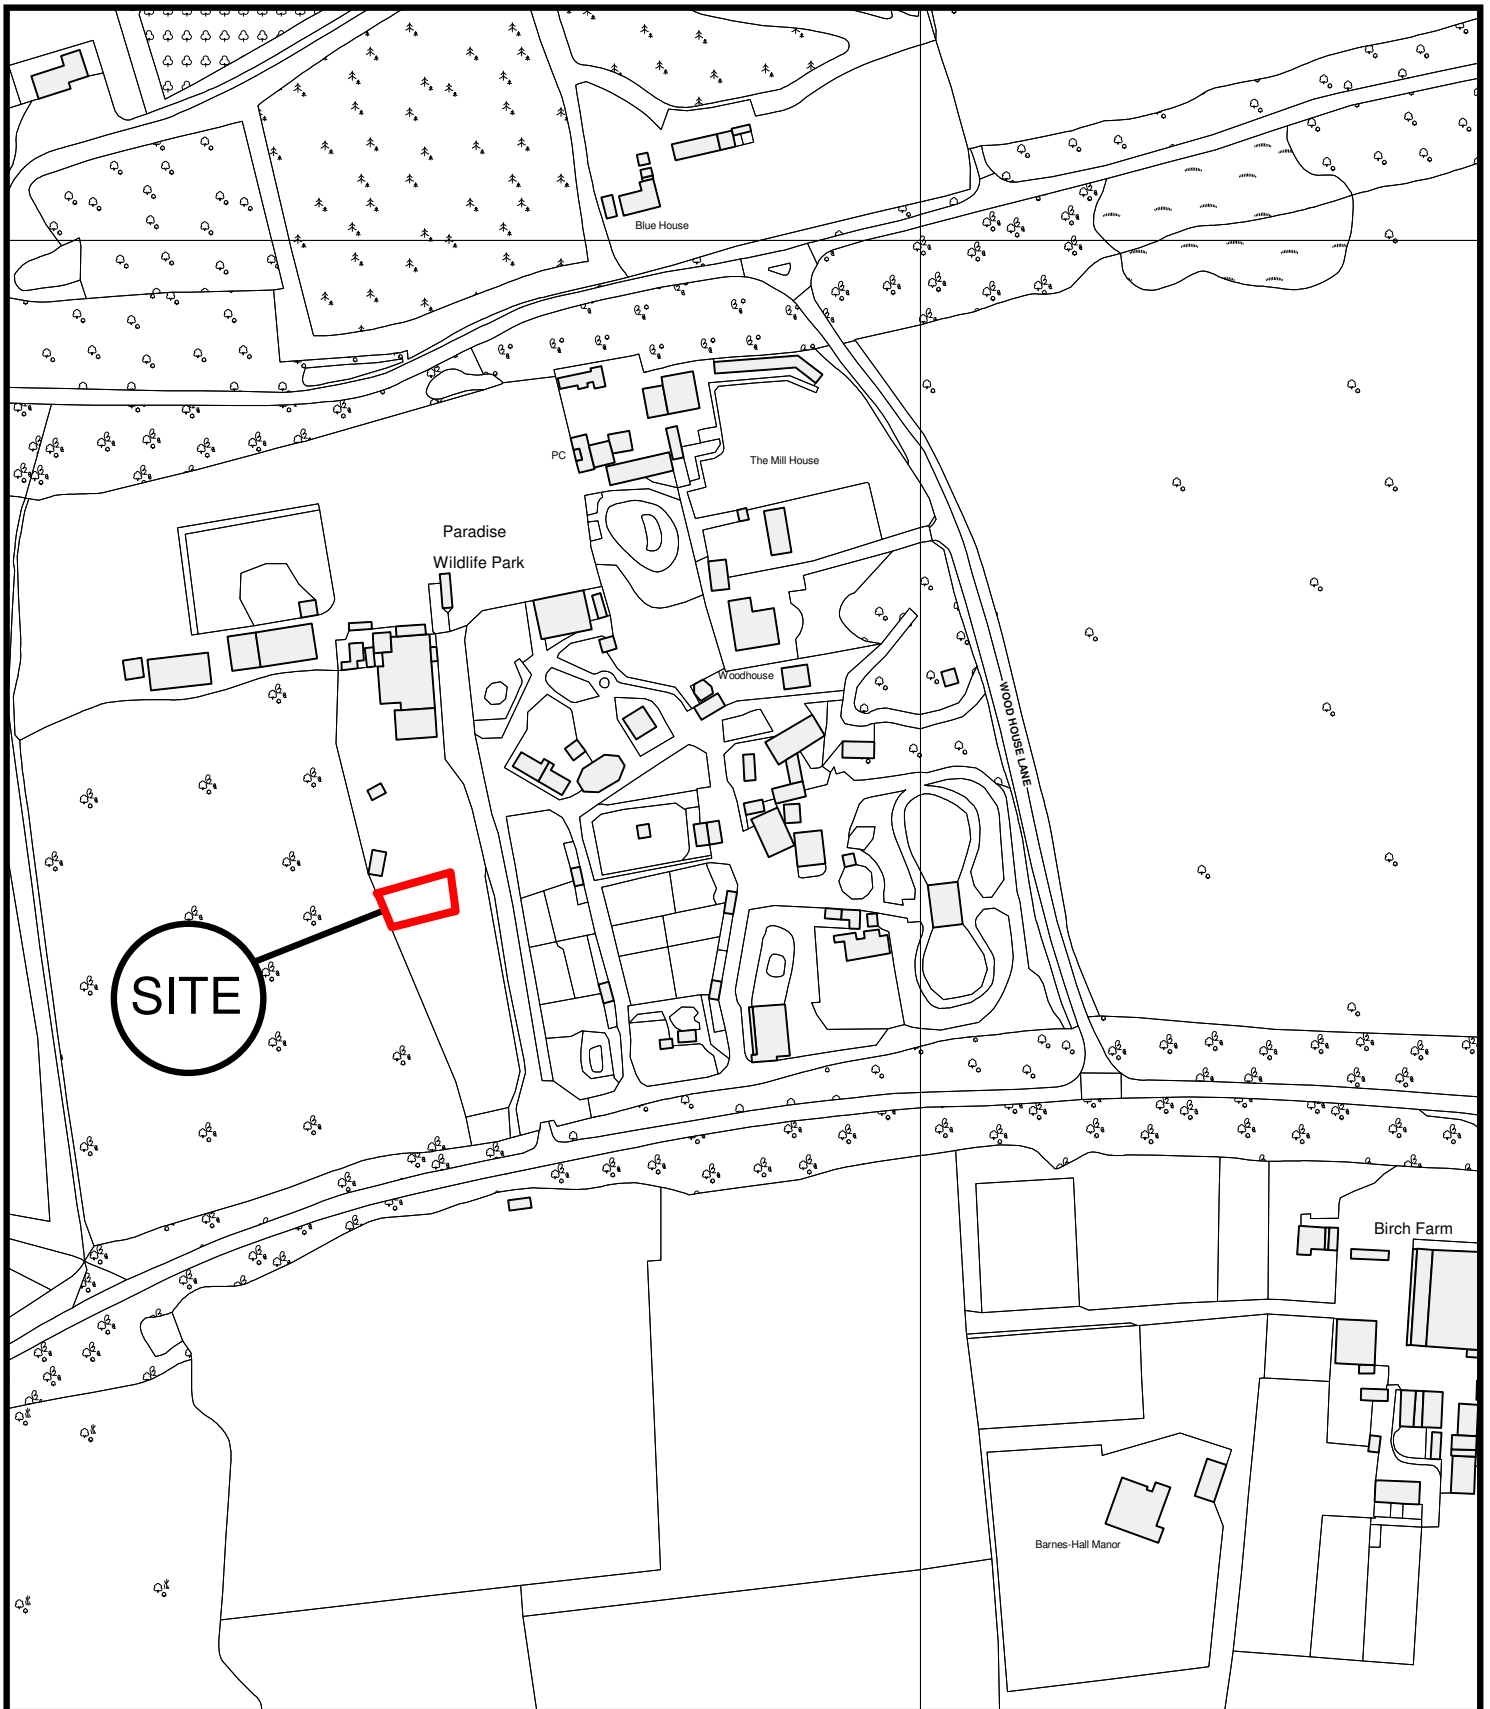 Blue House
PC
The Mill House
Paradise
Wildlife Park
Woodhouse
WOOD HOUSE LANE
SITE
Birch Farm
Barnes-Hall Manor